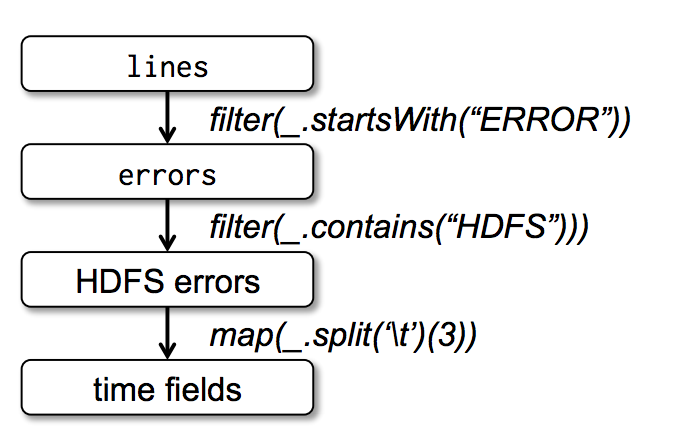 lines
filter(_.startsWith(“ERROR”))
errors
filter(_.contains(“HDFS”)))
HDFS errors
map(_.split(‘\t’)(3))
time fields